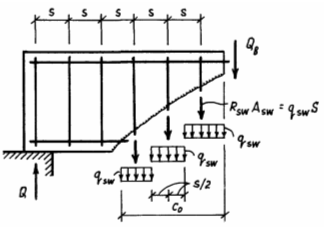 s s s s s
Q_B
R_sw A_sw = q_sw S
q_sw
q_sw
q_sw
Q
s/2
c_0